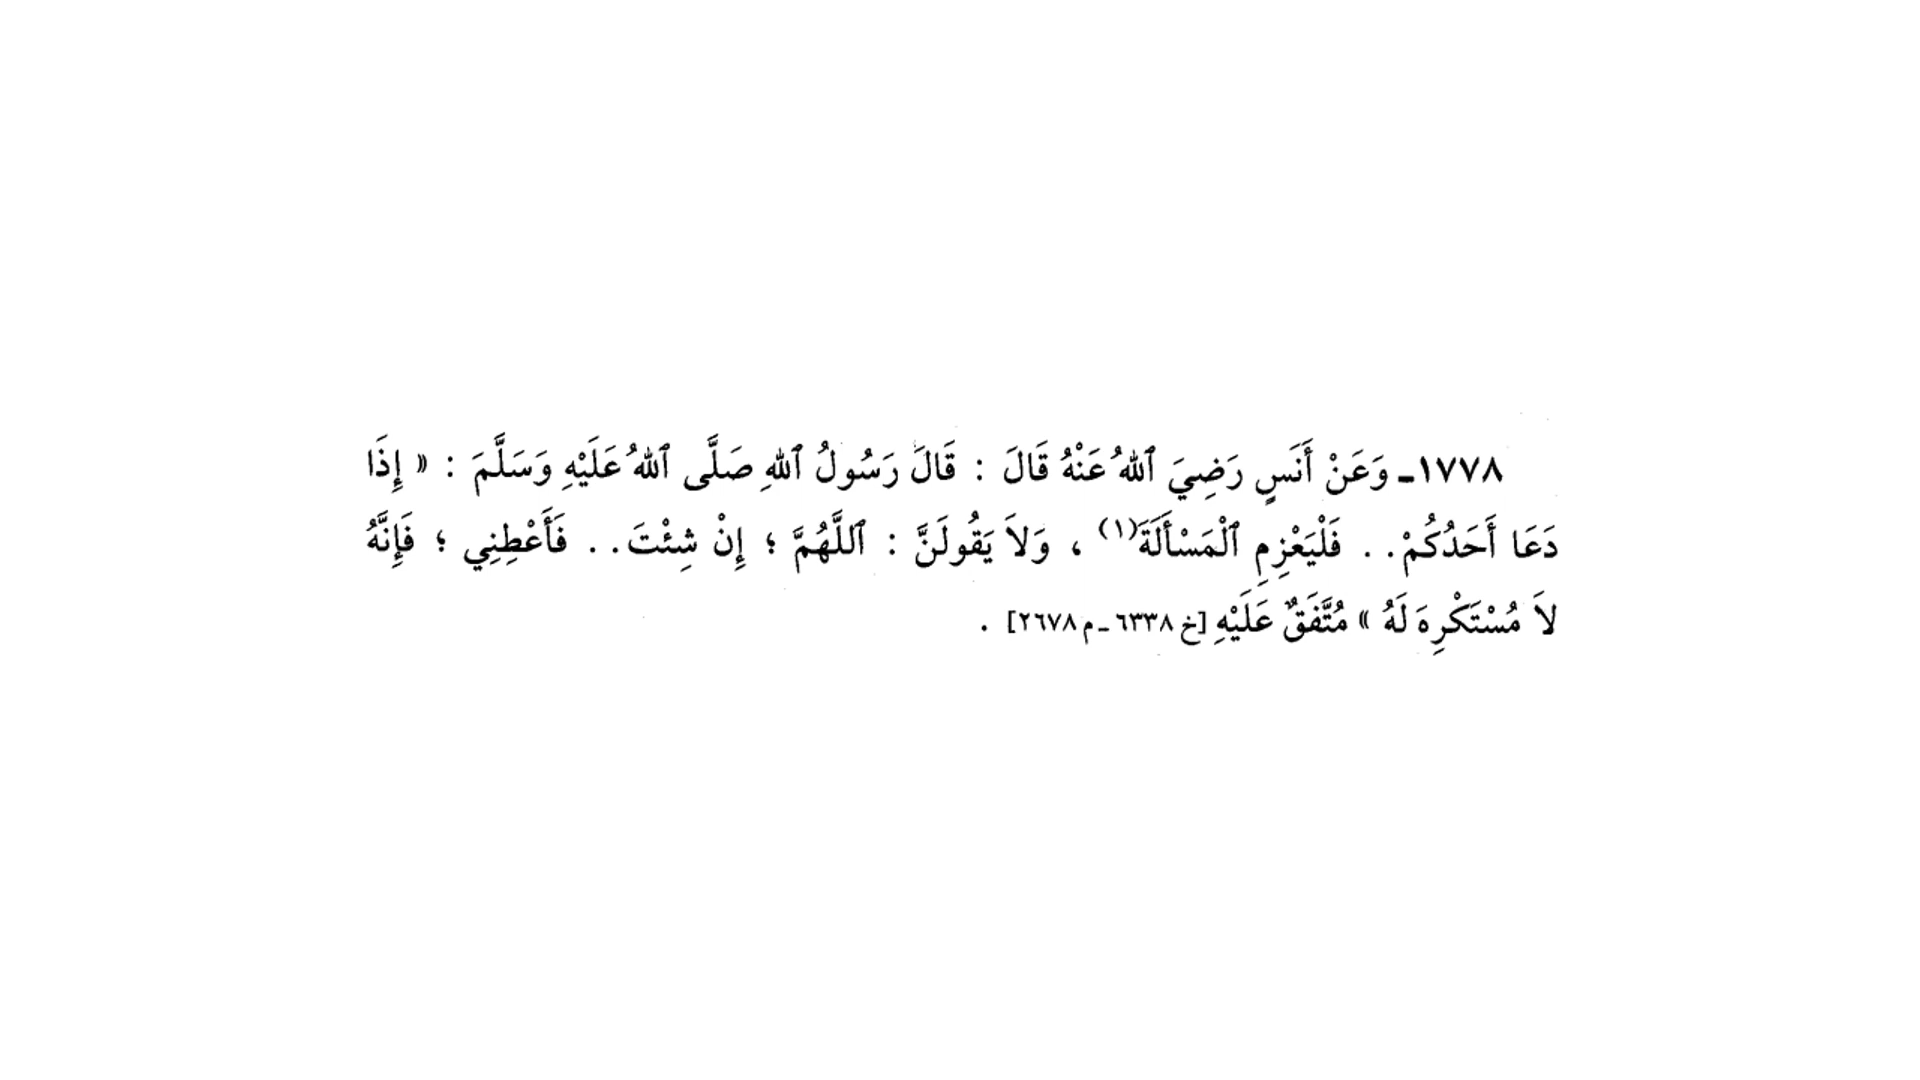 ١٧٧٨ـ وَعَنْ أَنَسٍ رَضِيَ ٱللهُ عَنْهُ قَالَ : قَالَ رَسُولُ ٱللهِ صَلَّى ٱللهُ عَلَيْهِ وَسَلَّمَ : « إِذَا
دَعَا أَحَدُكُمْ . . فَلْيَعْزِمِ ٱلْمَسْأَلَةَ(١) ، وَلاَ يَقُولَنَّ : ٱللَّهُمَّ ؛ إِنْ شِئْتَ . . فَأَعْطِنِي ؛ فَإِنَّهُ
لاَ مُسْتَكْرِهَ لَهُ » مُتَّفَقٌ عَلَيْهِ [خ ٦٣٣٨ ـ م ٢٦٧٨] .